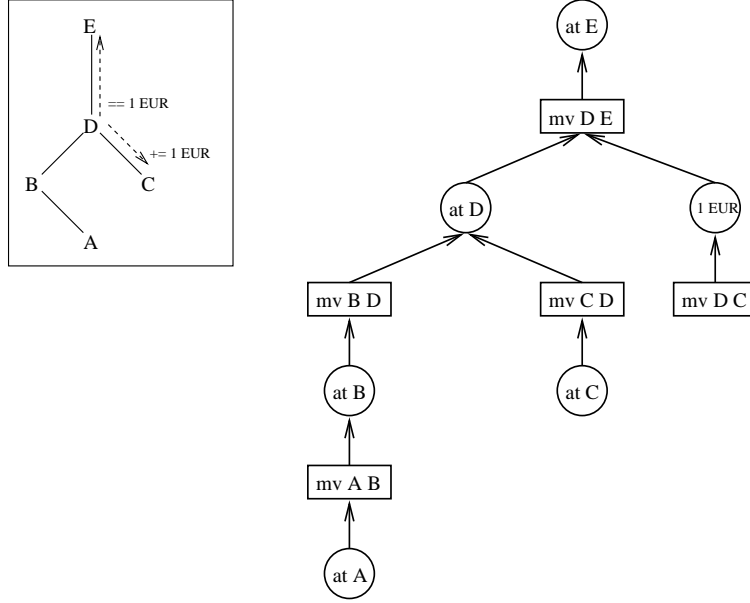 E
== 1 EUR
D
+= 1 EUR
B
C
A
at E
mv D E
at D
1 EUR
mv B D
mv C D
mv D C
at B
at C
mv A B
at A